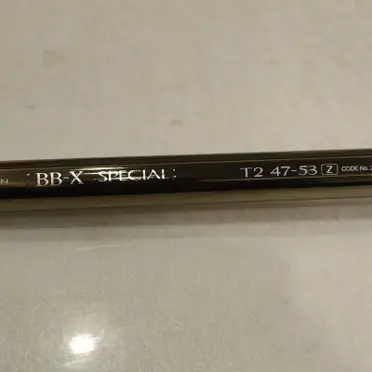 BB-X SPECIAL T2 47-53 Z CODE No.